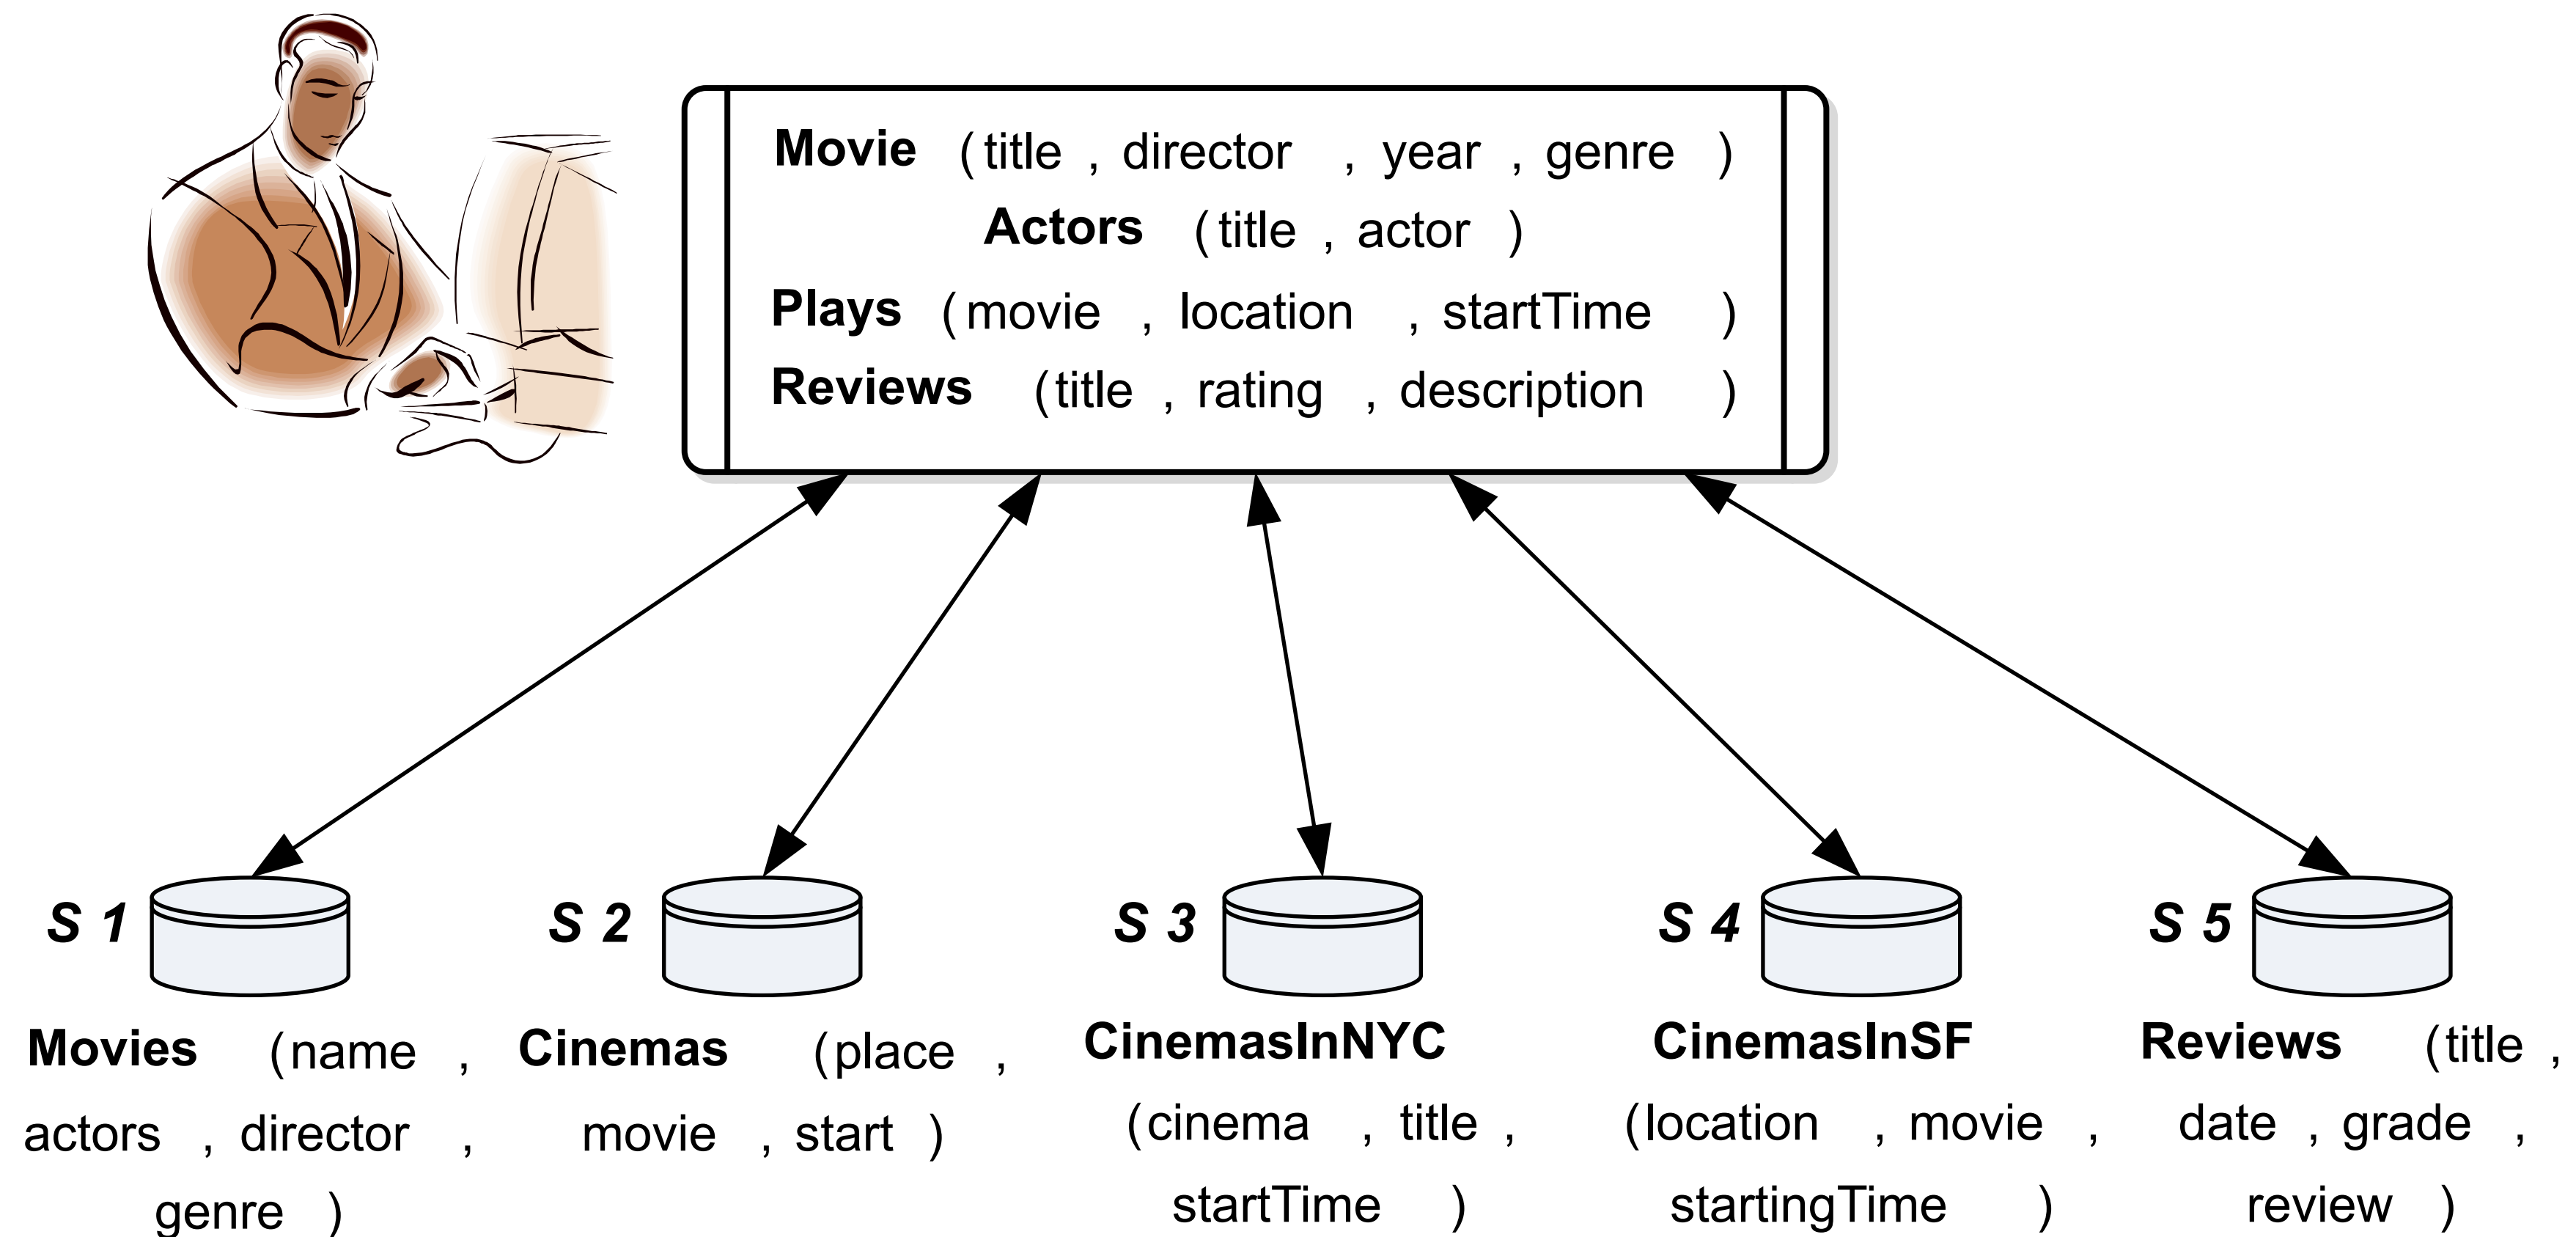 Movie (title, director, year, genre)
Actors (title, actor)
Plays (movie, location, startTime)
Reviews (title, rating, description)
S 1
S 2
S 3
S 4
S 5
Movies (name,
actors, director,
genre)
Cinemas (place,
movie, start)
CinemasInNYC
(cinema, title,
startTime)
CinemasInSF
(location, movie,
startingTime)
Reviews (title,
date, grade,
review)